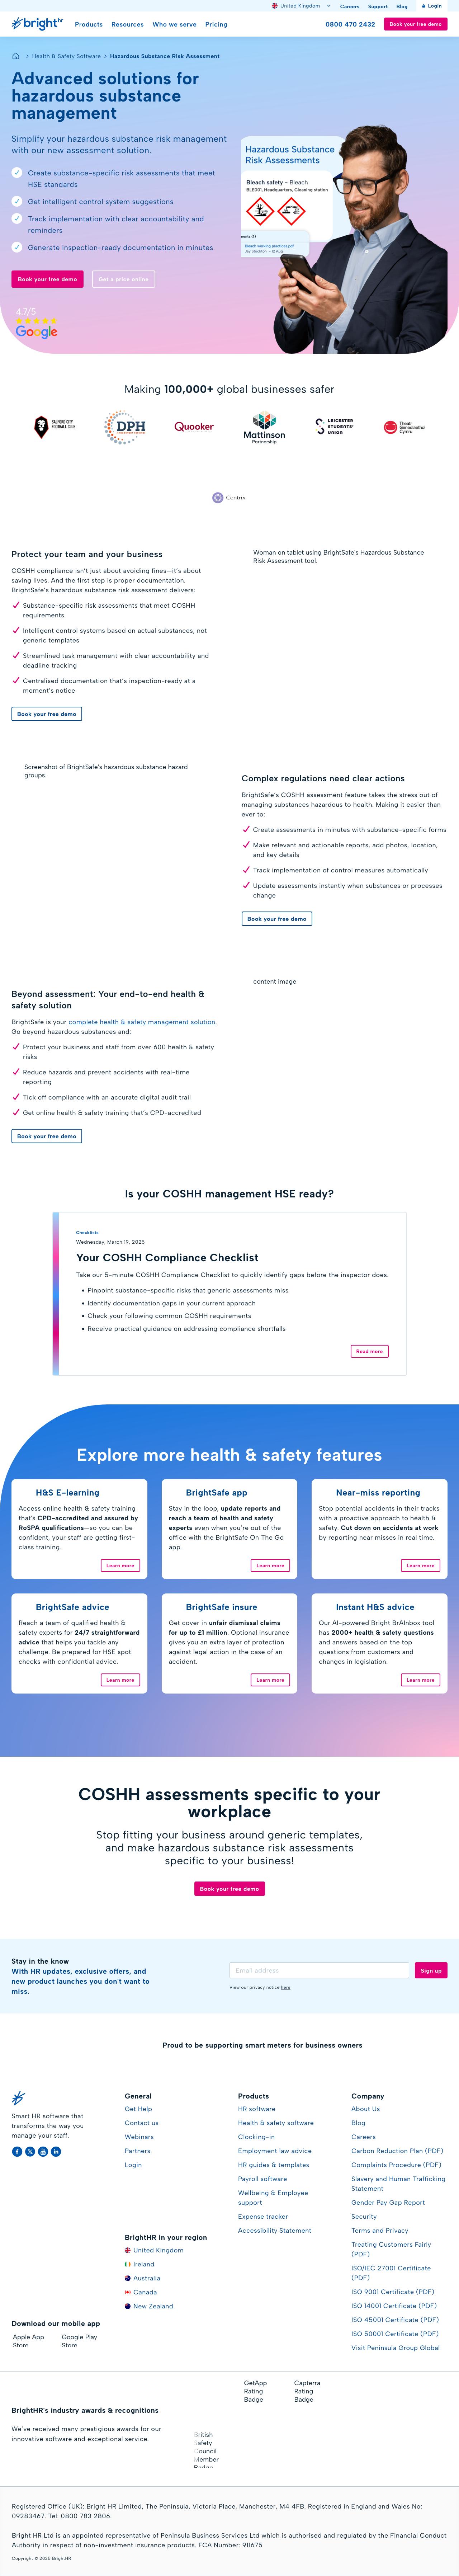 United Kingdom
Careers
Support
Blog
Login
brighthr
Products
Resources
Who we serve
Pricing
0800 470 2432
Book your free demo
Health & Safety Software
Hazardous Substance Risk Assessment
Advanced solutions for
hazardous substance
management
Simplify your hazardous substance risk management
with our new assessment solution.
Create substance-specific risk assessments that meet
HSE standards
Get intelligent control system suggestions
Track implementation with clear accountability and
reminders
Generate inspection-ready documentation in minutes
Book your free demo
Get a price online
4.7/5
Google
Hazardous Substance
Risk Assessments
Bleach safety – Bleach
BLE001, Headquarters, Cleaning station
Bleach working practices.pdf
Making 100,000+ global businesses safer
SALFORD CITY
FOOTBALL CLUB
DPH
Quooker
Mattinson
Partnership
LEICESTER
STUDENTS'
UNION
Theatr
Genedlaethol
Cymru
Centrix
Protect your team and your business
COSHH compliance isn't just about avoiding fines—it's about
saving lives. And the first step is proper documentation.
BrightSafe's hazardous substance risk assessment delivers:
Substance-specific risk assessments that meet COSHH
requirements
Intelligent control systems based on actual substances, not
generic templates
Streamlined task management with clear accountability and
deadline tracking
Centralised documentation that's inspection-ready at a
moment's notice
Book your free demo
Woman on tablet using BrightSafe's Hazardous Substance
Risk Assessment tool.
Screenshot of BrightSafe's hazardous substance hazard
groups.
Complex regulations need clear actions
BrightSafe's COSHH assessment feature takes the stress out of
managing substances hazardous to health. Making it easier than
ever to:
Create assessments in minutes with substance-specific forms
Make relevant and actionable reports, add photos, location,
and key details
Track implementation of control measures automatically
Update assessments instantly when substances or processes
change
Book your free demo
Beyond assessment: Your end-to-end health &
safety solution
BrightSafe is your complete health & safety management solution.
Go beyond hazardous substances and:
Protect your business and staff from over 600 health & safety
risks
Reduce hazards and prevent accidents with real-time
reporting
Tick off compliance with an accurate digital audit trail
Get online health & safety training that's CPD-accredited
Book your free demo
content image
Is your COSHH management HSE ready?
Checklists
Wednesday, March 19, 2025
Your COSHH Compliance Checklist
Take our 5-minute COSHH Compliance Checklist to quickly identify gaps before the inspector does.
Pinpoint substance-specific risks that generic assessments miss
Identify documentation gaps in your current approach
Check your following common COSHH requirements
Receive practical guidance on addressing compliance shortfalls
Read more
Explore more health & safety features
H&S E-learning
Access online health & safety training
that's CPD-accredited and assured by
RoSPA qualifications—so you can be
confident, your staff are getting first-
class training.
Learn more
BrightSafe app
Stay in the loop, update reports and
reach a team of health and safety
experts even when you're out of the
office with the BrightSafe On The Go
app.
Learn more
Near-miss reporting
Stop potential accidents in their tracks
with a proactive approach to health &
safety. Cut down on accidents at work
by reporting near misses in real time.
Learn more
BrightSafe advice
Reach a team of qualified health &
safety experts for 24/7 straightforward
advice that helps you tackle any
challenge. Be prepared for HSE spot
checks with confidential advice.
Learn more
BrightSafe insure
Get cover in unfair dismissal claims
for up to £1 million. Optional insurance
gives you an extra layer of protection
against legal action in the case of an
accident.
Learn more
Instant H&S advice
Our AI-powered Bright BrAInbox tool
has 2000+ health & safety questions
and answers based on the top
questions from customers and
changes in legislation.
Learn more
COSHH assessments specific to your
workplace
Stop fitting your business around generic templates,
and make hazardous substance risk assessments
specific to your business!
Book your free demo
Stay in the know
With HR updates, exclusive offers, and
new product launches you don't want to
miss.
Email address
Sign up
View our privacy notice here
Proud to be supporting smart meters for business owners
Smart HR software that
transforms the way you
manage your staff.
General
Get Help
Contact us
Webinars
Partners
Login
BrightHR in your region
United Kingdom
Ireland
Australia
Canada
New Zealand
Products
HR software
Health & safety software
Clocking-in
Employment law advice
HR guides & templates
Payroll software
Wellbeing & Employee
support
Expense tracker
Accessibility Statement
Company
About Us
Blog
Careers
Carbon Reduction Plan (PDF)
Complaints Procedure (PDF)
Slavery and Human Trafficking
Statement
Gender Pay Gap Report
Security
Terms and Privacy
Treating Customers Fairly
(PDF)
ISO/IEC 27001 Certificate
(PDF)
ISO 9001 Certificate (PDF)
ISO 14001 Certificate (PDF)
ISO 45001 Certificate (PDF)
ISO 50001 Certificate (PDF)
Visit Peninsula Group Global
Download our mobile app
App Store Apple
Google Play Store
BrightHR's industry awards & recognitions
We've received many prestigious awards for our
innovative software and exceptional service.
British
Safety
Council
Member
Badge
GetApp
Rating
Badge
Capterra
Rating
Badge
Registered Office (UK): Bright HR Limited, The Peninsula, Victoria Place, Manchester, M4 4FB. Registered in England and Wales No:
09283467. Tel: 0800 783 2806.
Bright HR Ltd is an appointed representative of Peninsula Business Services Ltd which is authorised and regulated by the Financial Conduct
Authority in respect of non-investment insurance products. FCA Number: 911675
Copyright © 2025 BrightHR